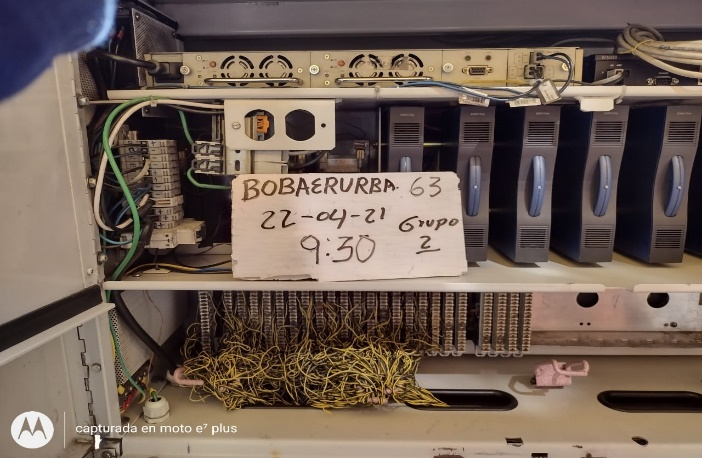 BOBAERURBA 63
22-04-21
Grupo
2
9:30
capturada en moto e⁷ plus